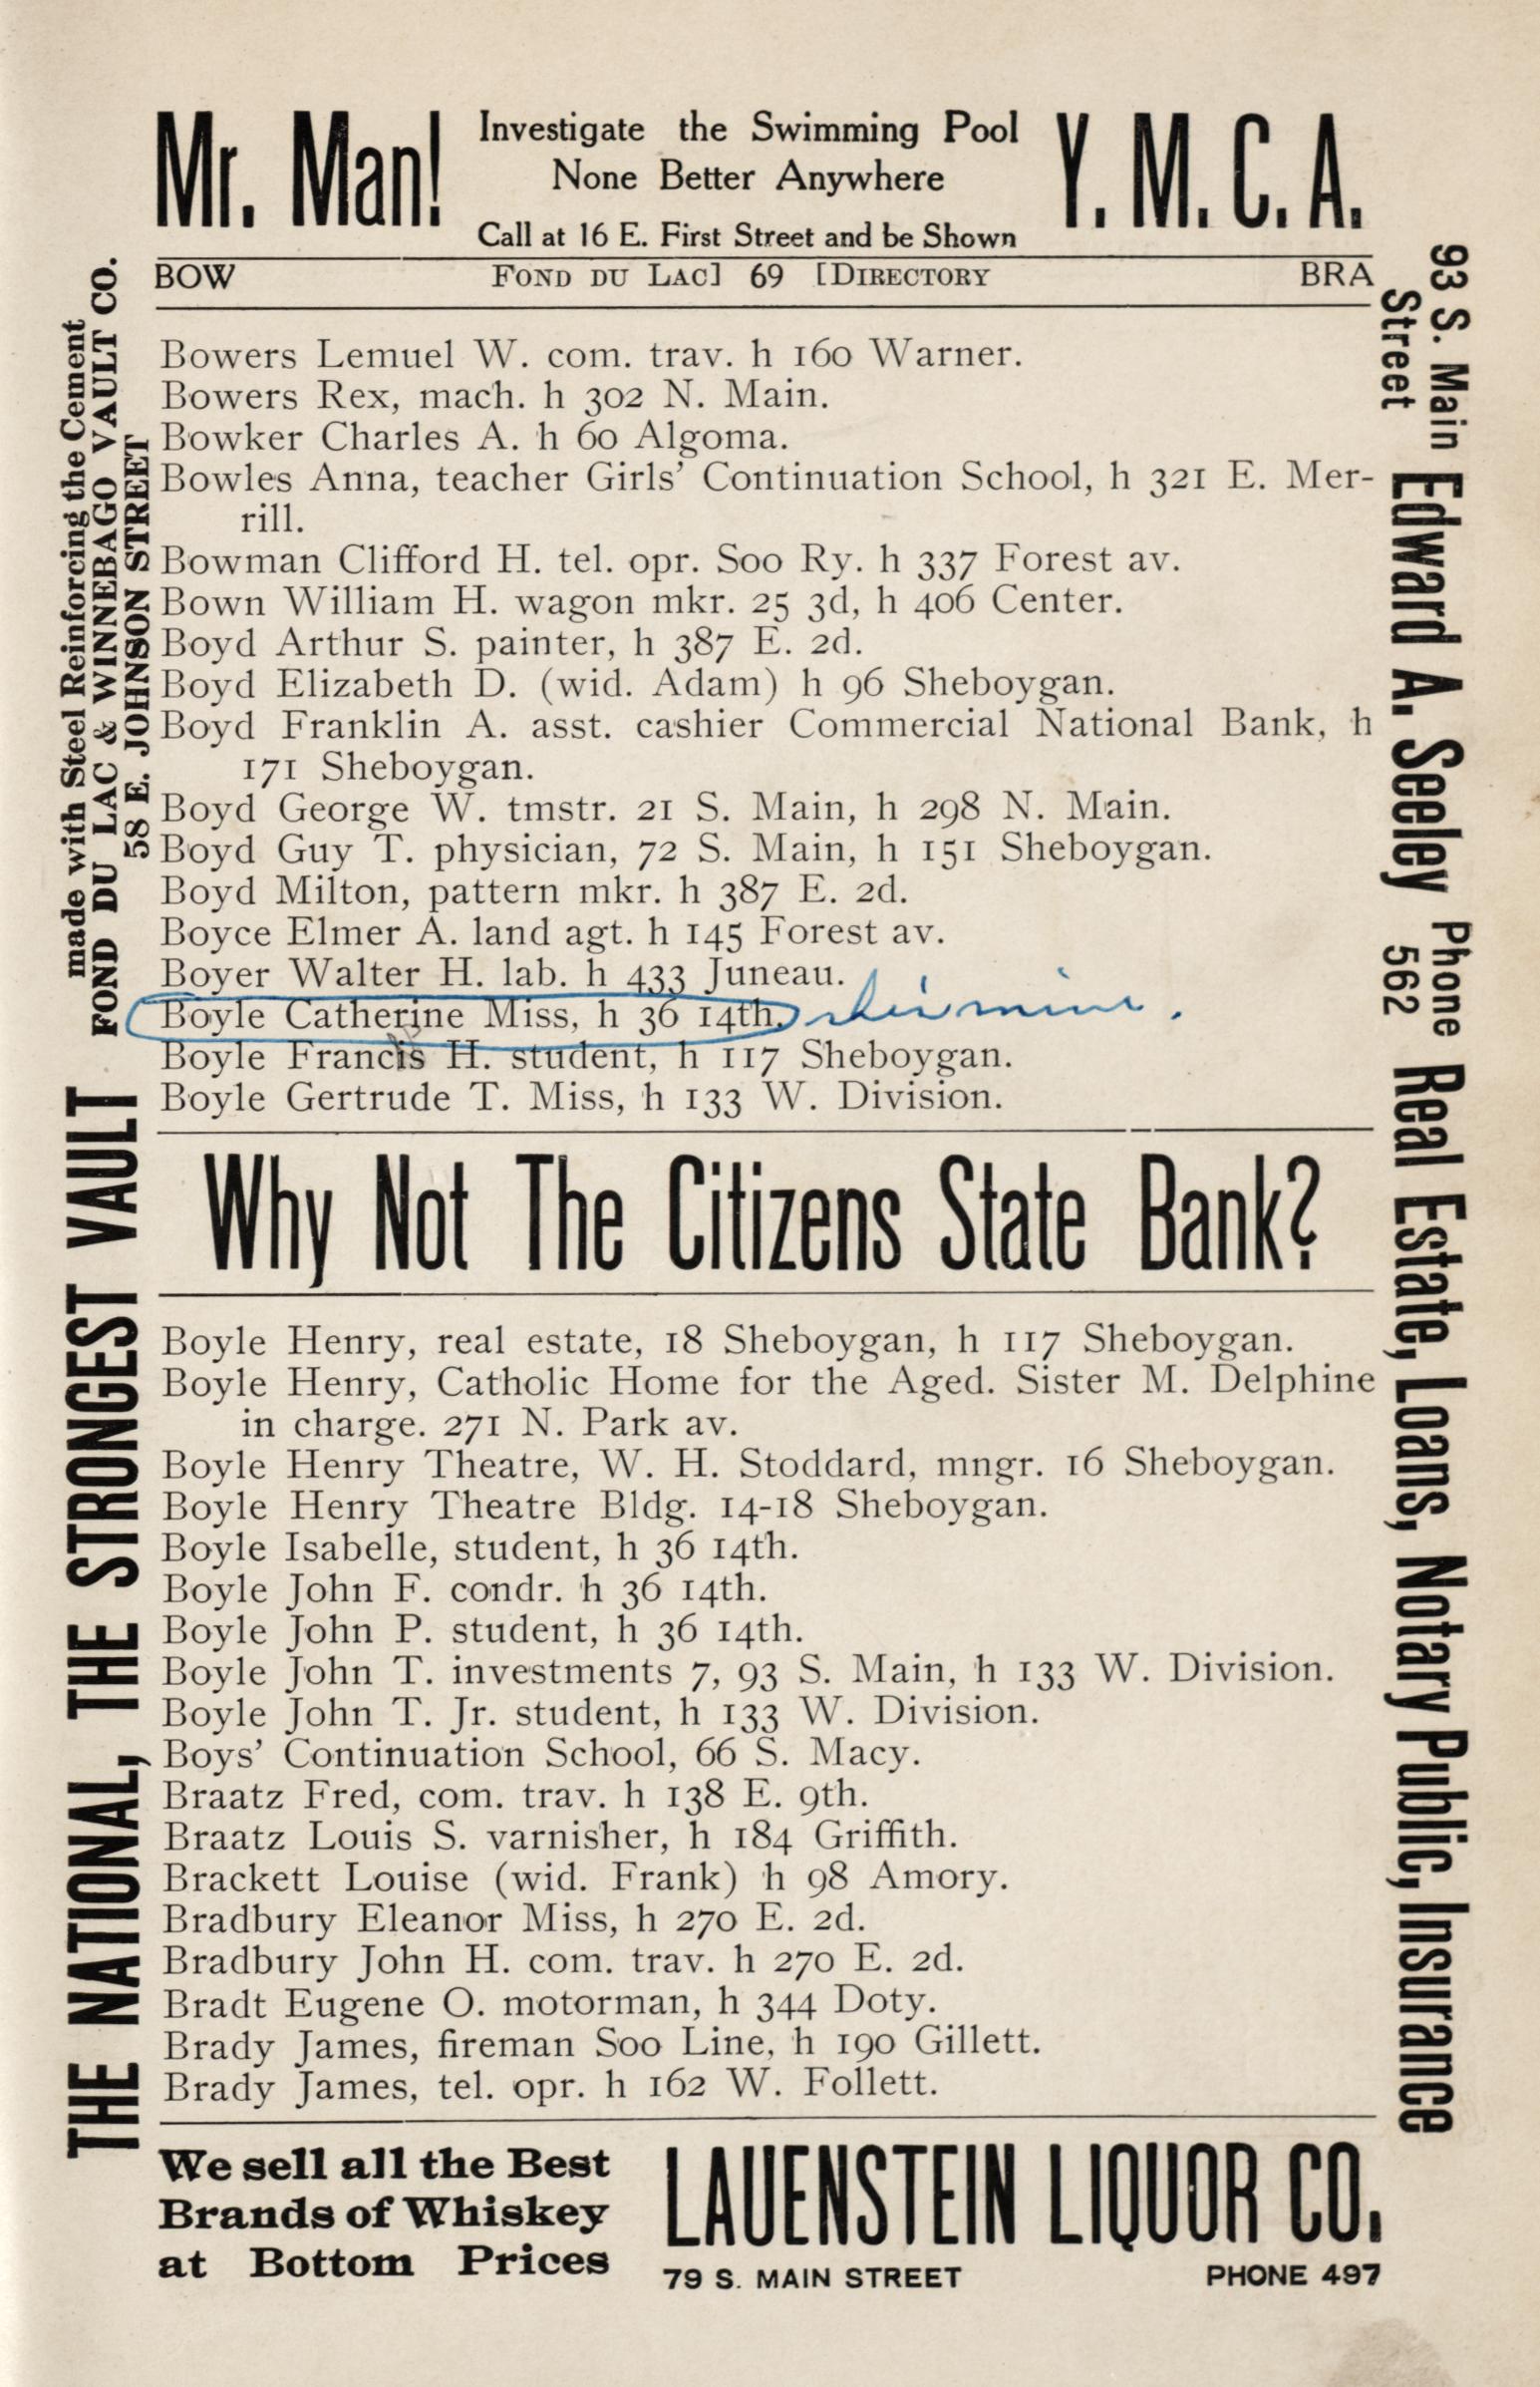 Mr. Man!
Investigate the Swimming Pool
None Better Anywhere
Call at 16 E. First Street and be Shown
Y. M. C. A.
BOW FOND DU LAC] 69 [DIRECTORY BRA
Bowers Lemuel W. com. trav. h 160 Warner.
Bowers Rex, mach. h 302 N. Main.
Bowker Charles A. h 60 Algoma.
Bowles Anna, teacher Girls' Continuation School, h 321 E. Mer-
rill.
Bowman Clifford H. tel. opr. Soo Ry. h 337 Forest av.
Bown William H. wagon mkr. 25 3d, h 406 Center.
Boyd Arthur S. painter, h 387 E. 2d.
Boyd Elizabeth D. (wid. Adam) h 96 Sheboygan.
Boyd Franklin A. asst. cashier Commercial National Bank, h
171 Sheboygan.
Boyd George W. tmstr. 21 S. Main, h 298 N. Main.
Boyd Guy T. physician, 72 S. Main, h 151 Sheboygan.
Boyd Milton, pattern mkr. h 387 E. 2d.
Boyce Elmer A. land agt. h 145 Forest av.
Boyer Walter H. lab. h 433 Juneau.
Boyle Catherine Miss, h 36 14th.
Boyle Francis H. student, h 117 Sheboygan.
Boyle Gertrude T. Miss, h 133 W. Division.
Why Not The Citizens State Bank?
Boyle Henry, real estate, 18 Sheboygan, h 117 Sheboygan.
Boyle Henry, Catholic Home for the Aged. Sister M. Delphine
in charge. 271 N. Park av.
Boyle Henry Theatre, W. H. Stoddard, mngr. 16 Sheboygan.
Boyle Henry Theatre Bldg. 14-18 Sheboygan.
Boyle Isabelle, student, h 36 14th.
Boyle John F. condr. h 36 14th.
Boyle John P. student, h 36 14th.
Boyle John T. investments 7, 93 S. Main, h 133 W. Division.
Boyle John T. Jr. student, h 133 W. Division.
Boys' Continuation School, 66 S. Macy.
Braatz Fred, com. trav. h 138 E. 9th.
Braatz Louis S. varnisher, h 184 Griffith.
Brackett Louise (wid. Frank) h 98 Amory.
Bradbury Eleanor Miss, h 270 E. 2d.
Bradbury John H. com. trav. h 270 E. 2d.
Bradt Eugene O. motorman, h 344 Doty.
Brady James, fireman Soo Line, h 190 Gillett.
Brady James, tel. opr. h 162 W. Follett.
We sell all the Best
Brands of Whiskey
at Bottom Prices
LAUENSTEIN LIQUOR CO.
79 S. MAIN STREET PHONE 497
THE NATIONAL, THE STRONGEST VAULT
made with Steel Reinforcing the Cement
FOND DU LAC & WINNEBAGO VAULT CO.
58 E. JOHNSON STREET
93 S. Main
Street
Edward A. Seeley
Phone
562
Real Estate, Loans, Notary Public, Insurance